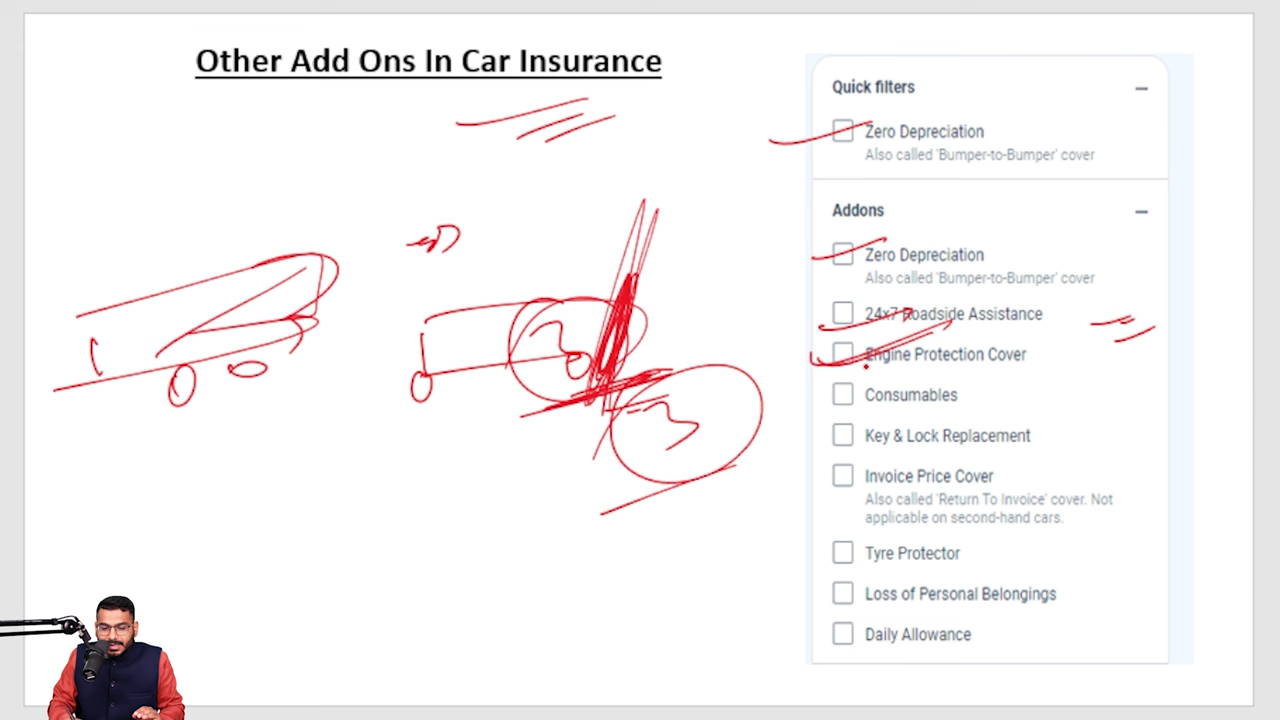 Other Add Ons In Car Insurance
Quick filters
Zero Depreciation
Also called 'Bumper-to-Bumper' cover
Addons
Zero Depreciation
Also called 'Bumper-to-Bumper' cover
24x7 Roadside Assistance
Engine Protection Cover
Consumables
Key & Lock Replacement
Invoice Price Cover
Also called 'Return To Invoice' cover. Not
applicable on second-hand cars.
Tyre Protector
Loss of Personal Belongings
Daily Allowance